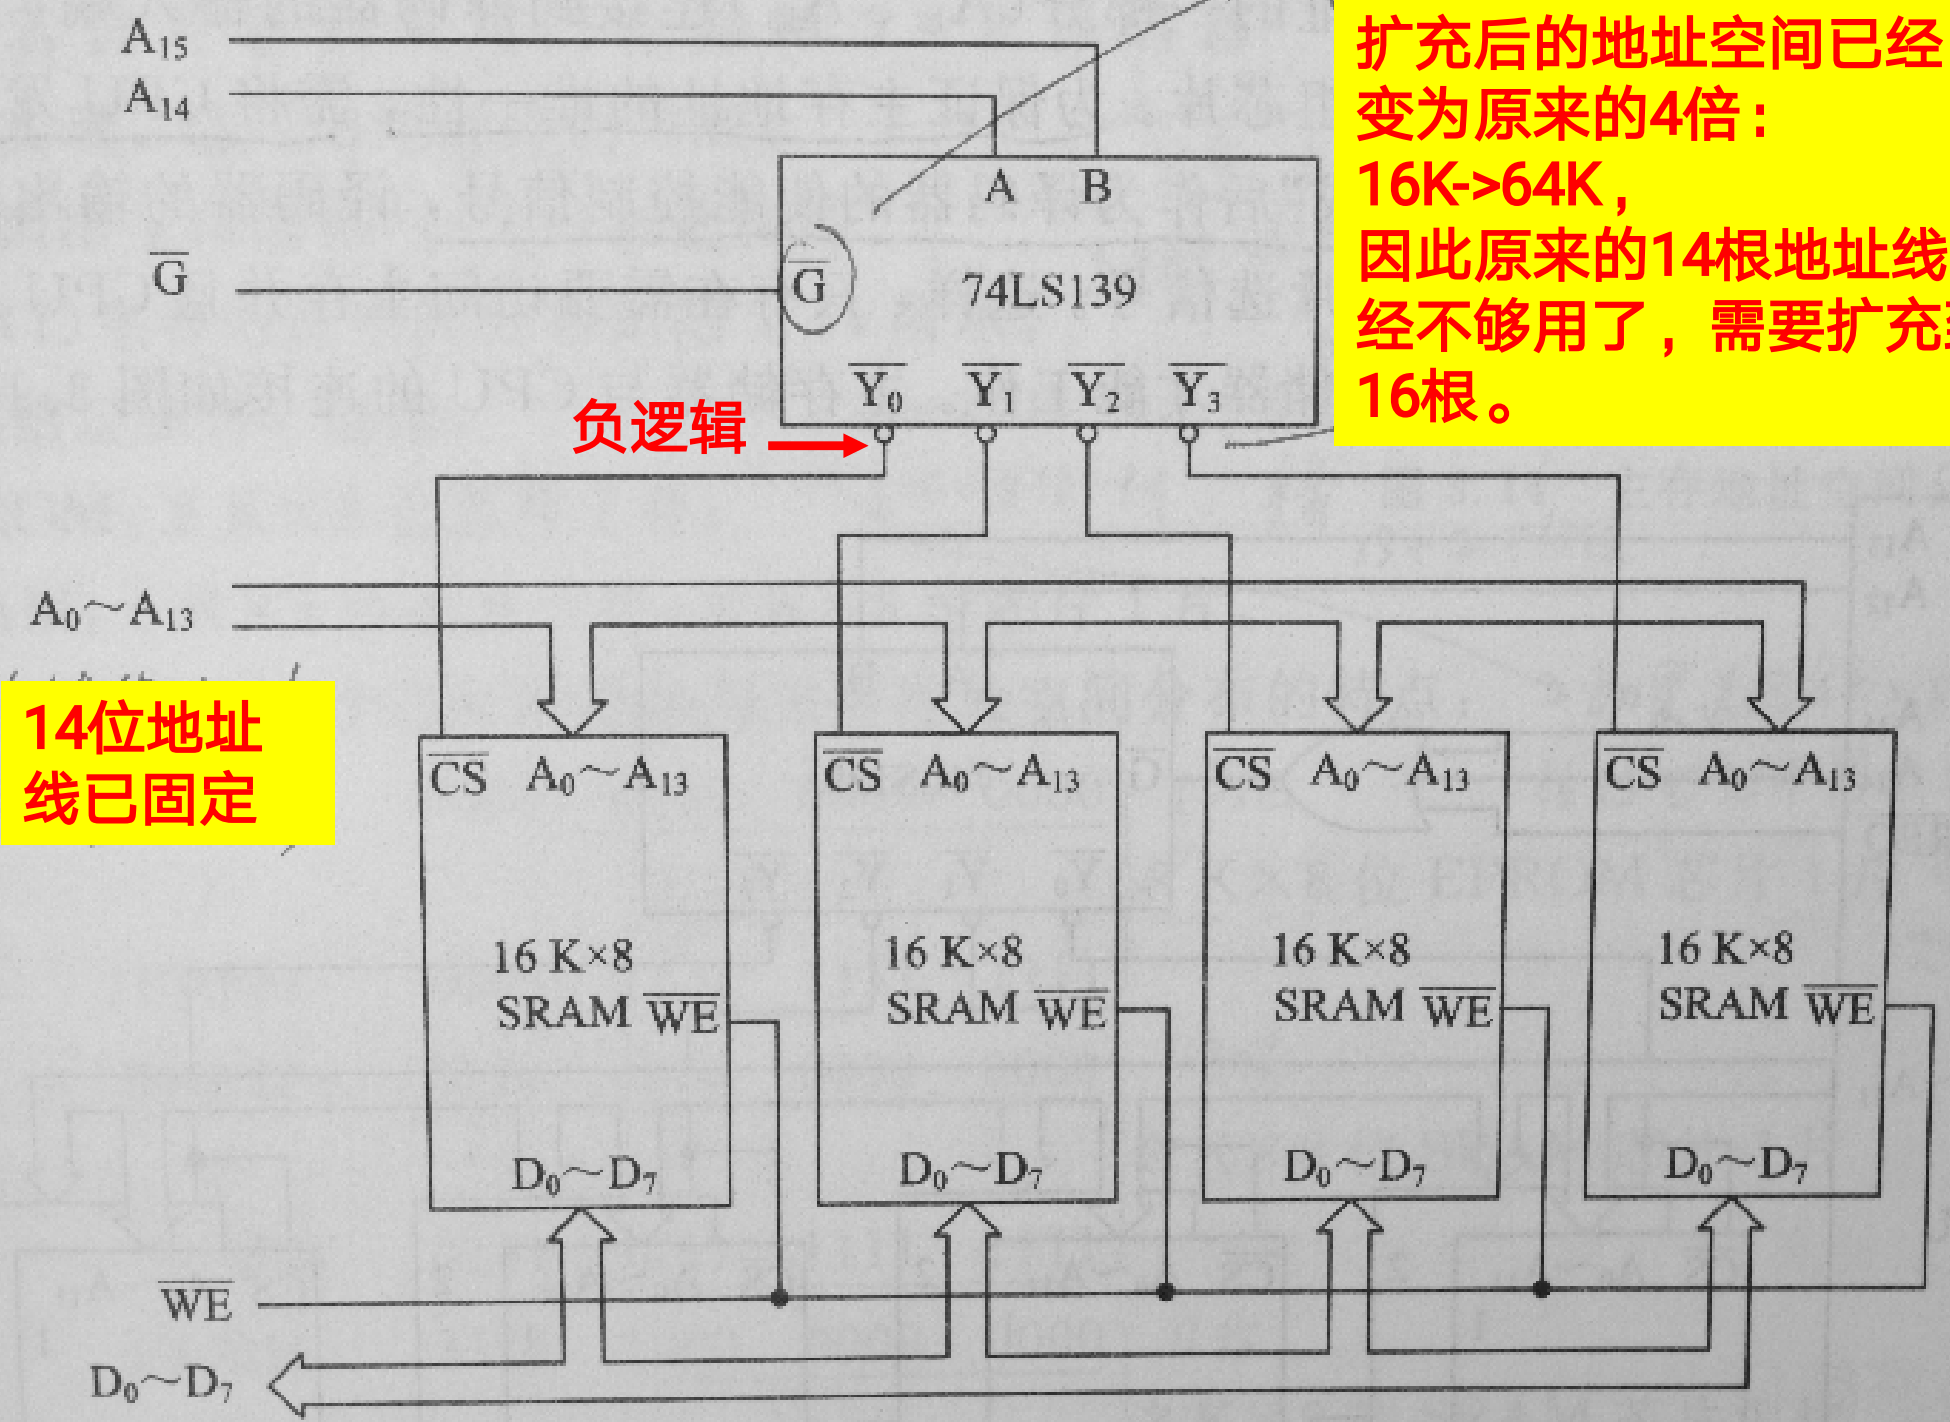 A15
A14
扩充后的地址空间已经
变为原来的4倍：
16K->64K，
因此原来的14根地址线
经不够用了，需要扩充
16根。
A B
G
G 74LS139
Y0 Y1 Y2 Y3
负逻辑
A0～A13
14位地址
线已固定
CS A0～A13 CS A0～A13 CS A0～A13 CS A0～A13
16 K×8 16 K×8 16 K×8 16 K×8
SRAM WE SRAM WE SRAM WE SRAM WE
D0～D7 D0～D7 D0～D7 D0～D7
WE
D0～D7